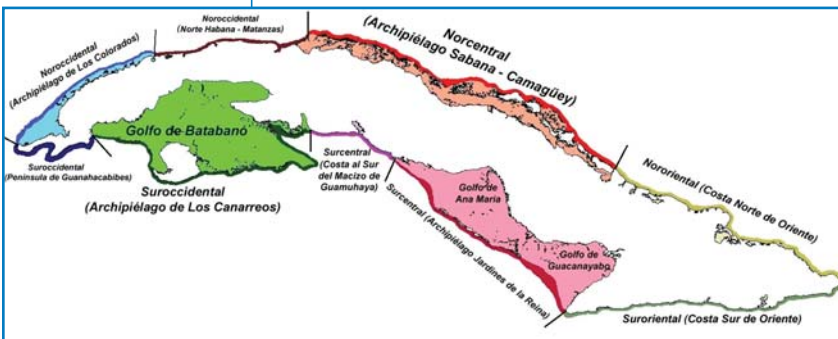 Noroccidental
(Archipiélago de Los Colorados)
Noroccidental
(Norte Habana - Matanzas)
Norcentral
(Archipiélago Sabana - Camagüey)
Golfo de Batabanó
Suroccidental
(Península de Guanahacabibes)
Suroccidental
(Archipiélago de Los Canarreos)
Surcentral
(Costa al Sur
del Macizo de
Guamuhaya)
Golfo de
Ana María
Surcentral (Archipiélago Jardines de la Reina)
Golfo de
Guacanayabo
Nororiental (Costa Norte de Oriente)
Suroriental (Costa Sur de Oriente)